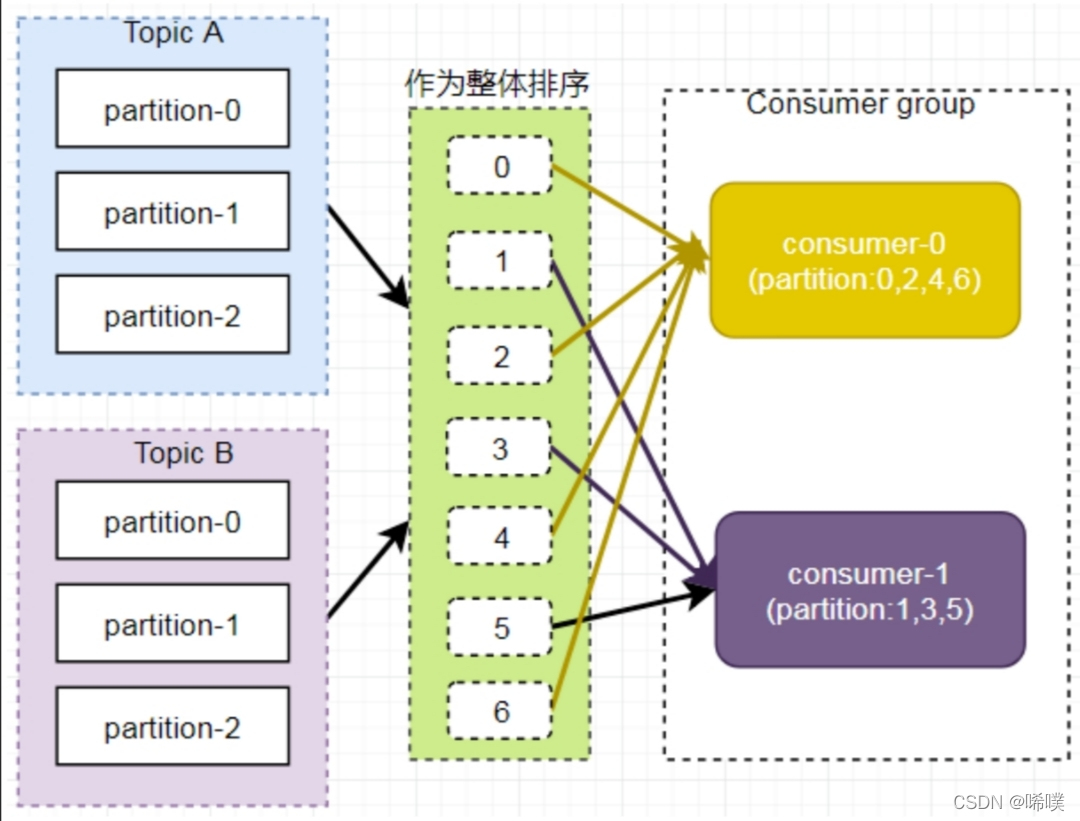 Topic A
partition-0
partition-1
partition-2
Topic B
partition-0
partition-1
partition-2
作为整体排序
0
1
2
3
4
5
6
Consumer group
consumer-0
(partition:0,2,4,6)
consumer-1
(partition:1,3,5)
CSDN @唏噗